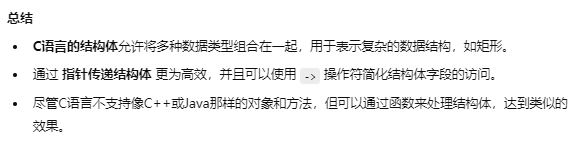 总结
• C语言的结构体允许将多种数据类型组合在一起，用于表示复杂的数据结构，如矩形。
• 通过 指针传递结构体 更为高效，并且可以使用 -> 操作符简化结构体字段的访问。
• 尽管C语言不支持像C++或Java那样的对象和方法，但可以通过函数来处理结构体，达到类似的
效果。